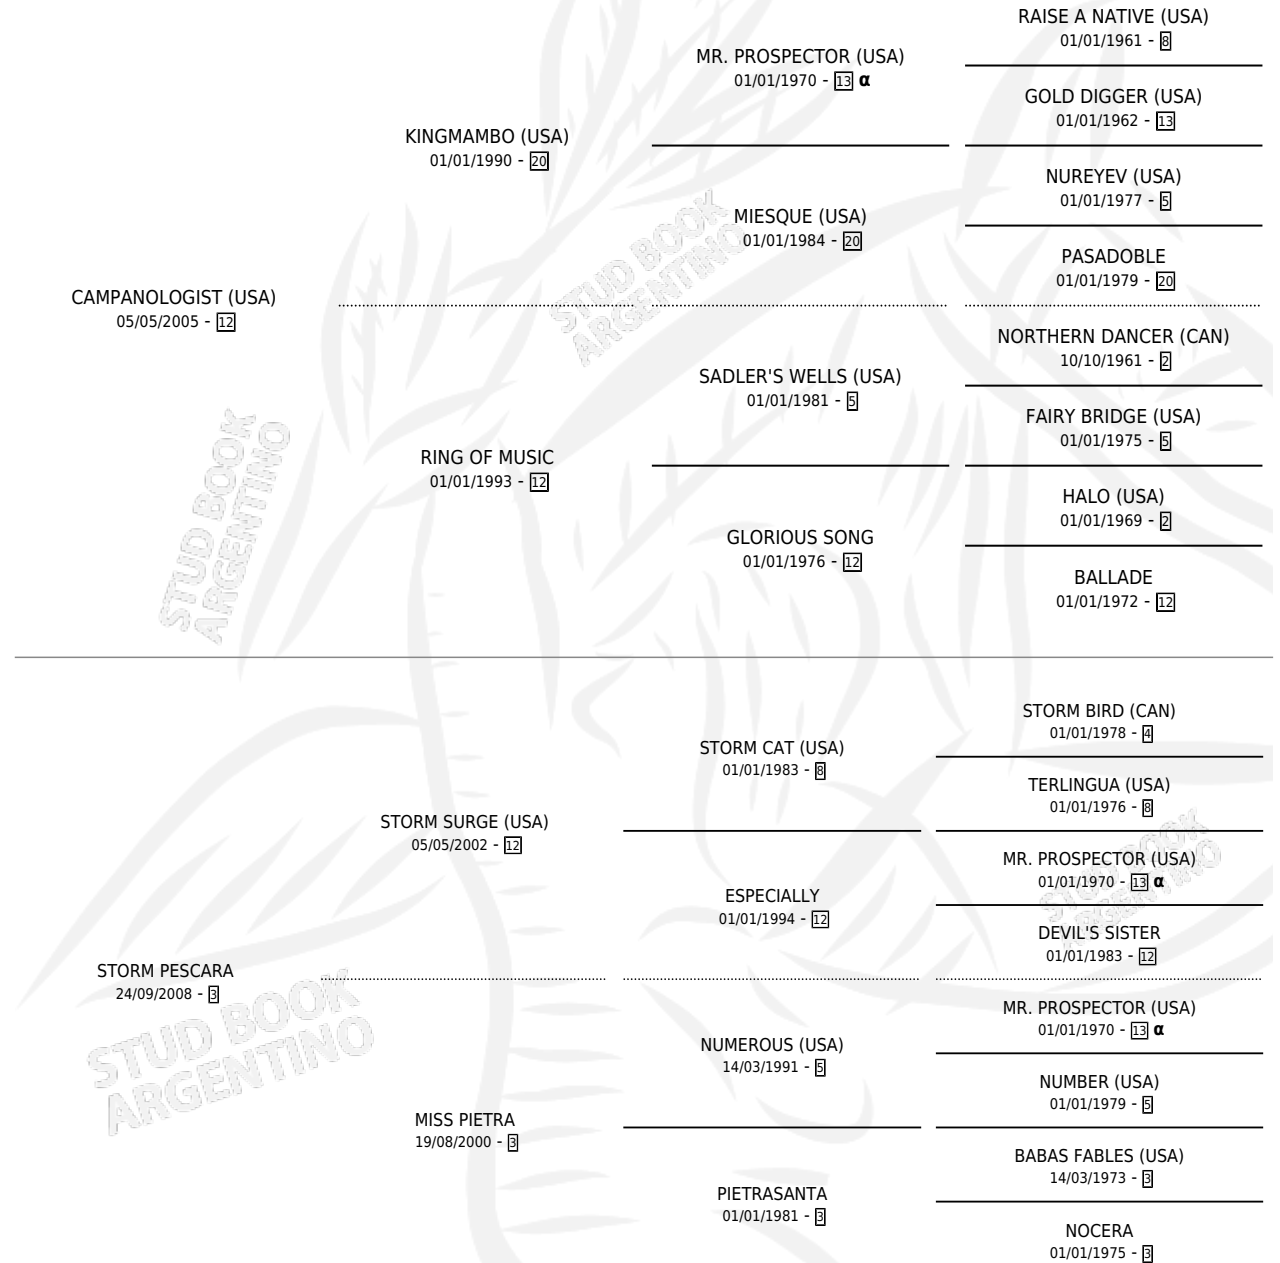 RAISE A NATIVE (USA)
01/01/1961 - 8
MR. PROSPECTOR (USA)
01/01/1970 - 13 α
GOLD DIGGER (USA)
01/01/1962 - 13
KINGMAMBO (USA)
01/01/1990 - 20
NUREYEV (USA)
01/01/1977 - 5
MIESQUE (USA)
01/01/1984 - 20
PASADOBLE
01/01/1979 - 20
CAMPANOLOGIST (USA)
05/05/2005 - 12
NORTHERN DANCER (CAN)
10/10/1961 - 2
SADLER'S WELLS (USA)
01/01/1981 - 5
FAIRY BRIDGE (USA)
01/01/1975 - 5
RING OF MUSIC
01/01/1993 - 12
HALO (USA)
01/01/1969 - 2
GLORIOUS SONG
01/01/1976 - 12
BALLADE
01/01/1972 - 12
STUD BOOK
ARGENTINO
STUD BOOK
ARGENTINO
STORM BIRD (CAN)
01/01/1978 - 4
STORM CAT (USA)
01/01/1983 - 8
TERLINGUA (USA)
01/01/1976 - 8
STORM SURGE (USA)
05/05/2002 - 12
MR. PROSPECTOR (USA)
01/01/1970 - 13 α
ESPECIALLY
01/01/1994 - 12
DEVIL'S SISTER
01/01/1983 - 12
STORM PESCARA
24/09/2008 - 3
MR. PROSPECTOR (USA)
01/01/1970 - 13 α
NUMEROUS (USA)
14/03/1991 - 5
NUMBER (USA)
01/01/1979 - 5
MISS PIETRA
19/08/2000 - 3
BABAS FABLES (USA)
14/03/1973 - 3
PIETRASANTA
01/01/1981 - 3
NOCERA
01/01/1975 - 3
STUD BOOK
ARGENTINO
STUD BOOK
ARGENTINO